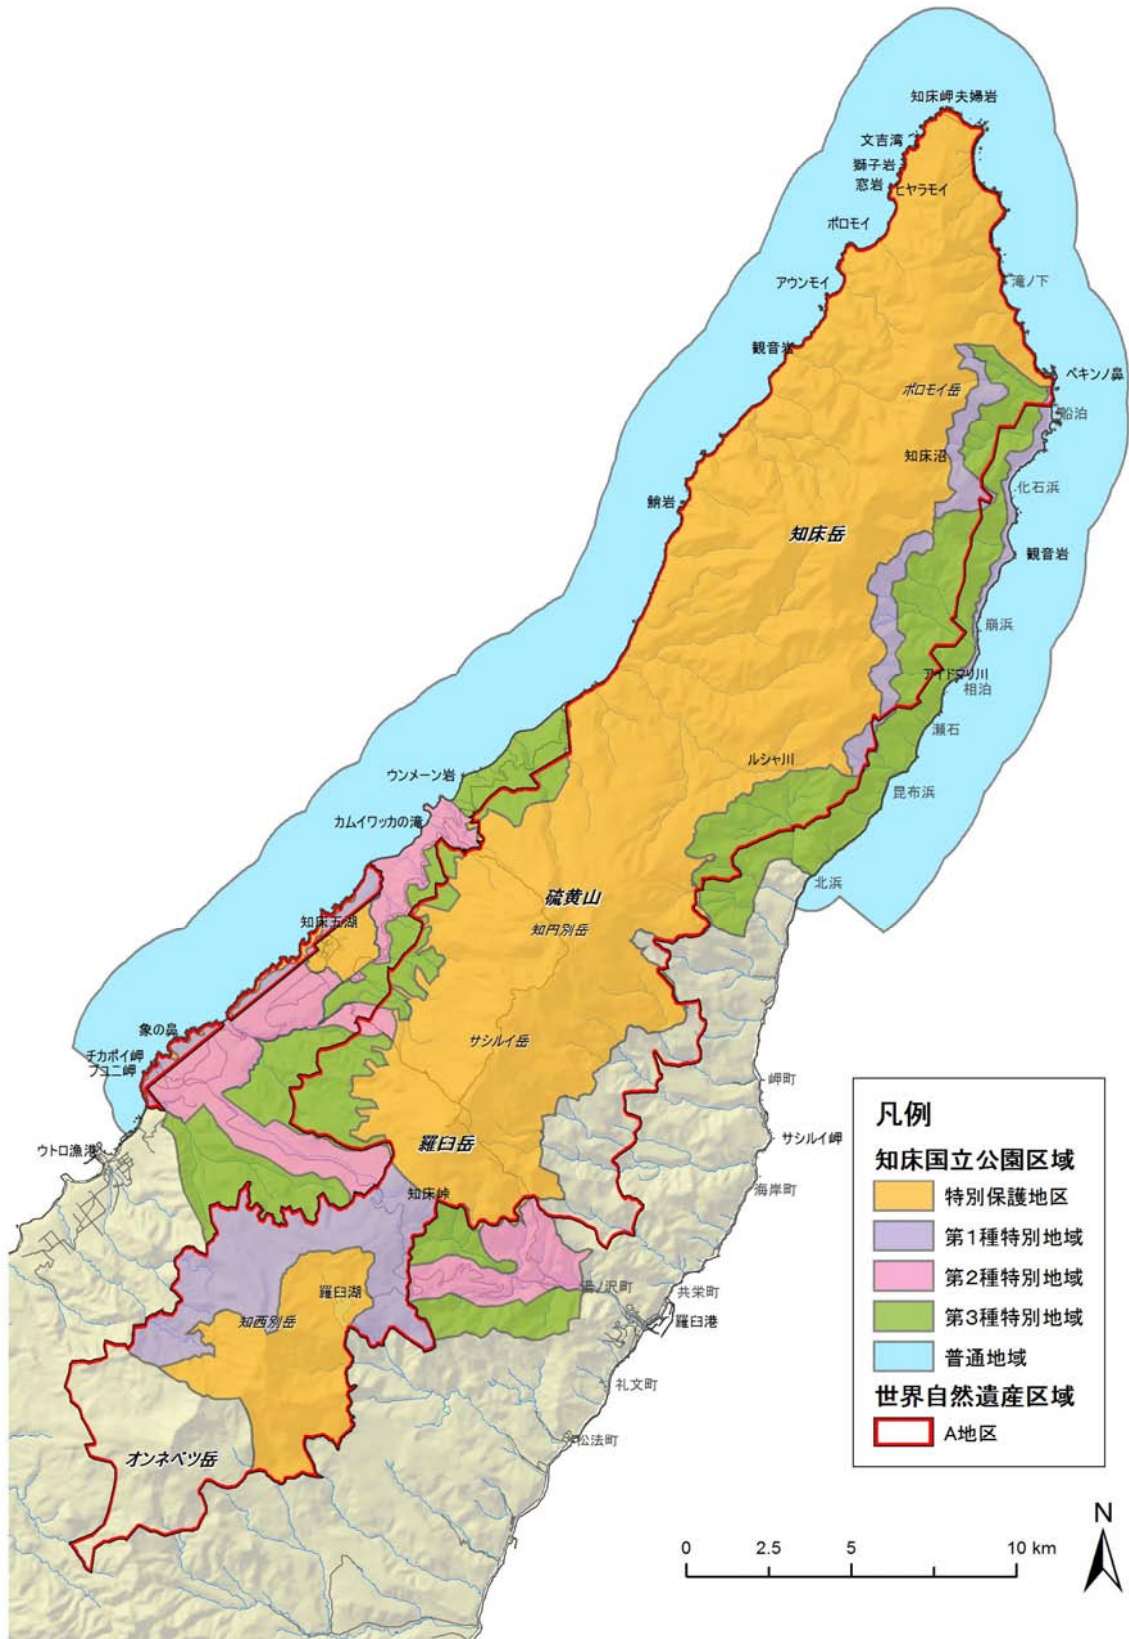 知床岬夫婦岩
文吉湾
獅子岩
窓岩
ヒヤラモイ
ポロモイ
アウンモイ
滝ノ下
観音岩
ペキンノ鼻
ポロモイ岳
船泊
知床沼
化石浜
鮹岩
知床岳
観音岩
崩浜
アイドマリ川
相泊
瀬石
ルシャ川
ウンメーン岩
昆布浜
カムイワッカの滝
北浜
硫黄山
知床五湖
知円別岳
象の鼻
サシルイ岳
チカポイ岬
プユニ岬
岬町
サシルイ岬
羅臼岳
ウトロ漁港
海岸町
知床峠
羅臼湖
湯ノ沢町
共栄町
知西別岳
羅臼港
礼文町
オンネベツ岳
松法町
凡例
知床国立公園区域
特別保護地区
第1種特別地域
第2種特別地域
第3種特別地域
普通地域
世界自然遺産区域
A地区
N
0 2.5 5 10 km